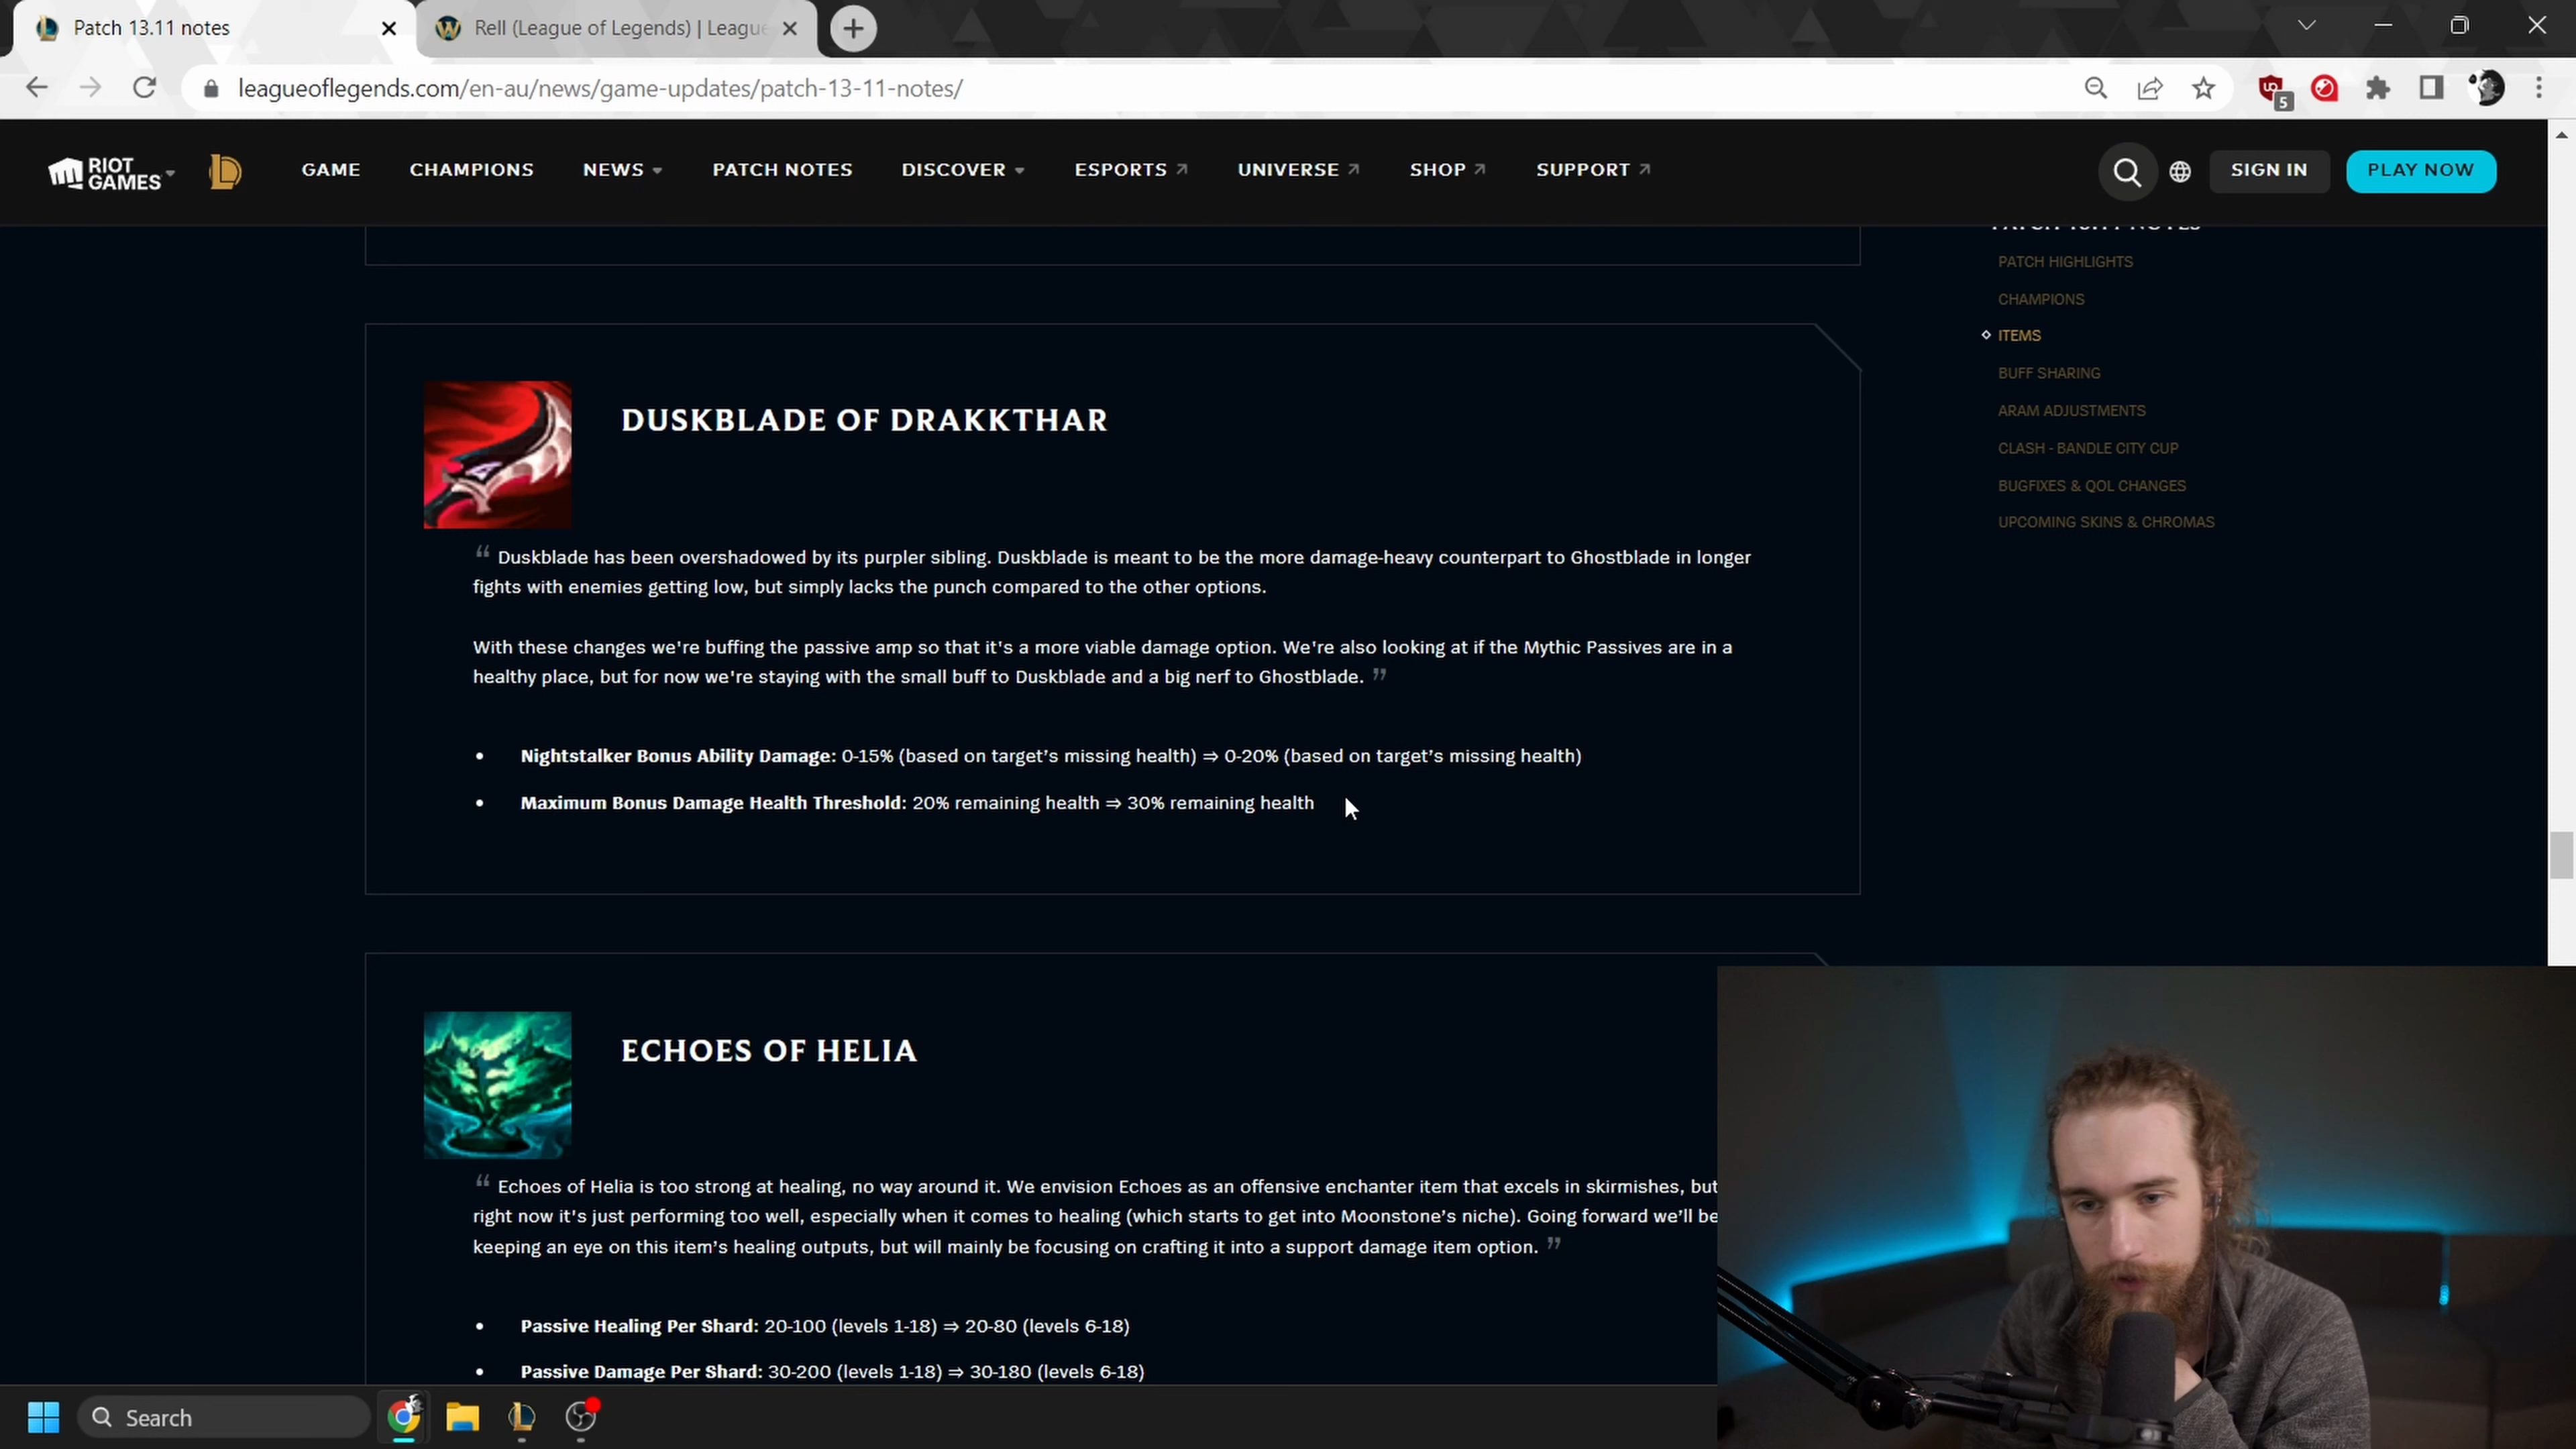 Patch 13.11 notes
Rell (League of Legends) | League
leagueoflegends.com/en-au/news/game-updates/patch-13-11-notes/
5
RIOT GAMES
GAME
CHAMPIONS
NEWS
PATCH NOTES
DISCOVER
ESPORTS
UNIVERSE
SHOP
SUPPORT
SIGN IN
PLAY NOW
PATCH 13.11 NOTES
PATCH HIGHLIGHTS
CHAMPIONS
ITEMS
BUFF SHARING
ARAM ADJUSTMENTS
CLASH - BANDLE CITY CUP
BUGFIXES & QOL CHANGES
UPCOMING SKINS & CHROMAS
DUSKBLADE OF DRAKKTHAR
“ Duskblade has been overshadowed by its purpler sibling. Duskblade is meant to be the more damage-heavy counterpart to Ghostblade in longer
fights with enemies getting low, but simply lacks the punch compared to the other options.
With these changes we're buffing the passive amp so that it's a more viable damage option. We're also looking at if the Mythic Passives are in a
healthy place, but for now we're staying with the small buff to Duskblade and a big nerf to Ghostblade. ”
• Nightstalker Bonus Ability Damage: 0-15% (based on target’s missing health) ⇒ 0-20% (based on target’s missing health)
• Maximum Bonus Damage Health Threshold: 20% remaining health ⇒ 30% remaining health
ECHOES OF HELIA
“ Echoes of Helia is too strong at healing, no way around it. We envision Echoes as an offensive enchanter item that excels in skirmishes, but
right now it's just performing too well, especially when it comes to healing (which starts to get into Moonstone’s niche). Going forward we’ll be
keeping an eye on this item’s healing outputs, but will mainly be focusing on crafting it into a support damage item option. ”
• Passive Healing Per Shard: 20-100 (levels 1-18) ⇒ 20-80 (levels 6-18)
• Passive Damage Per Shard: 30-200 (levels 1-18) ⇒ 30-180 (levels 6-18)
Search